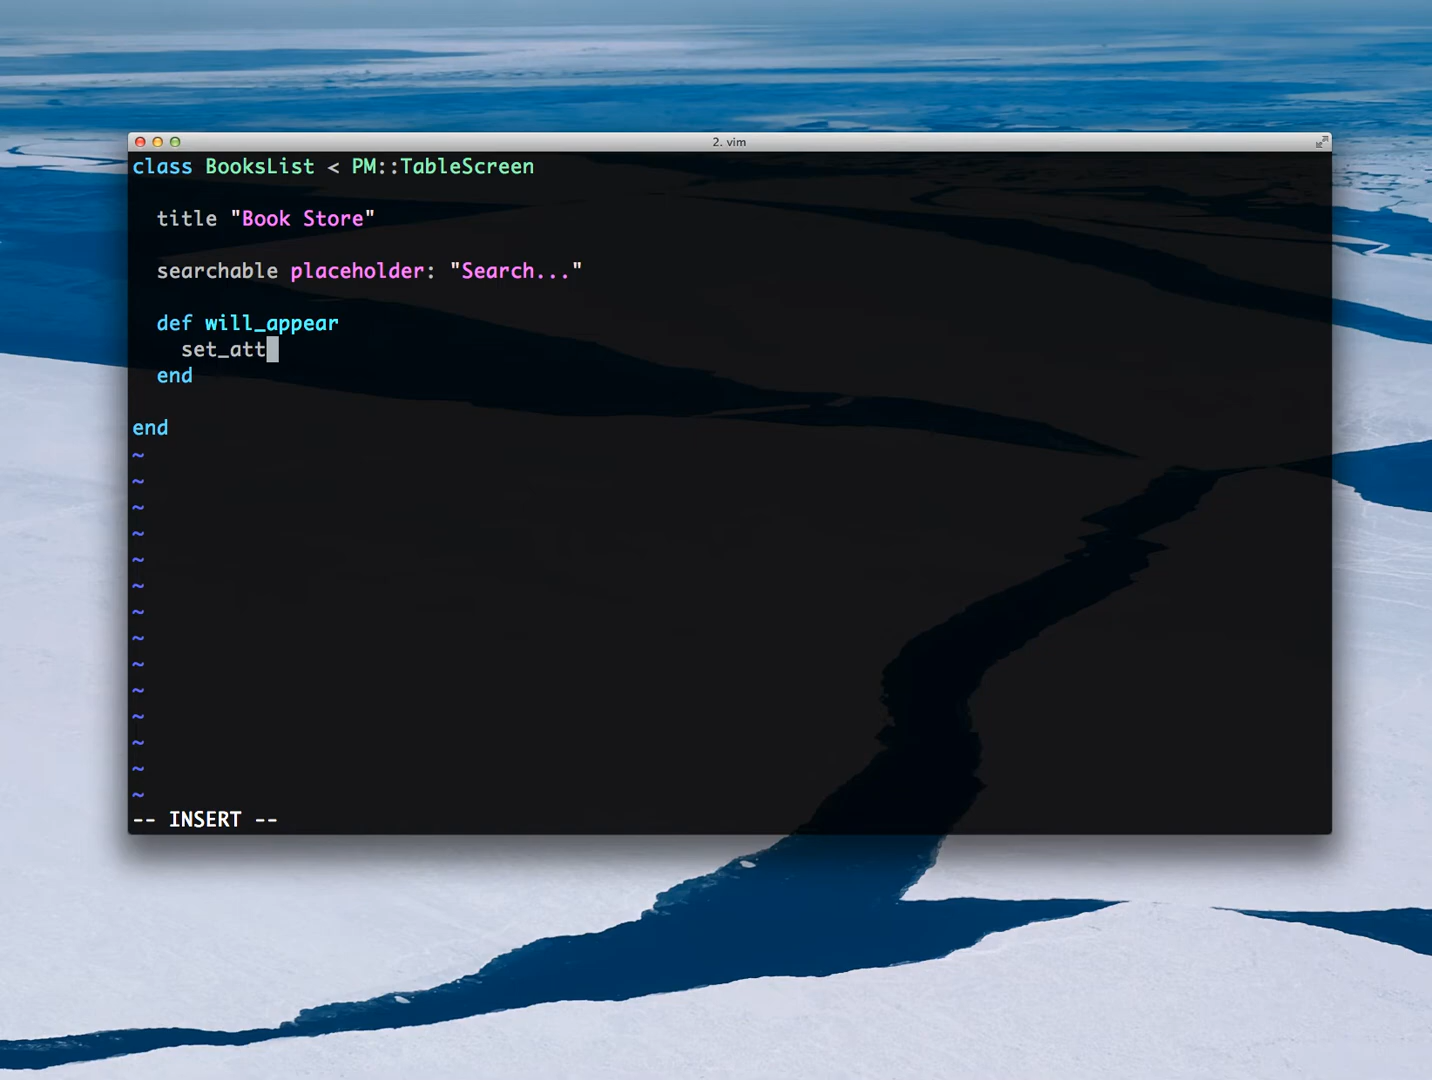 2. vim
class BooksList < PM::TableScreen
title "Book Store"
searchable placeholder: "Search..."
def will_appear
set_att
end
end
~
~
~
~
~
~
~
~
~
~
~
~
~
~
-- INSERT --